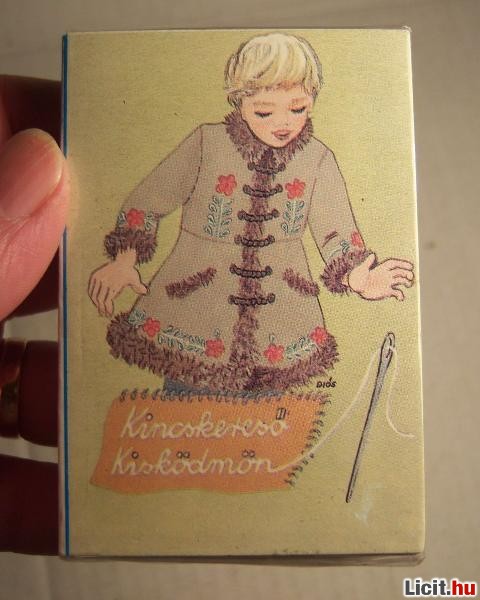 DIÓS
Kincskereső
Kisködmön
Licit.hu